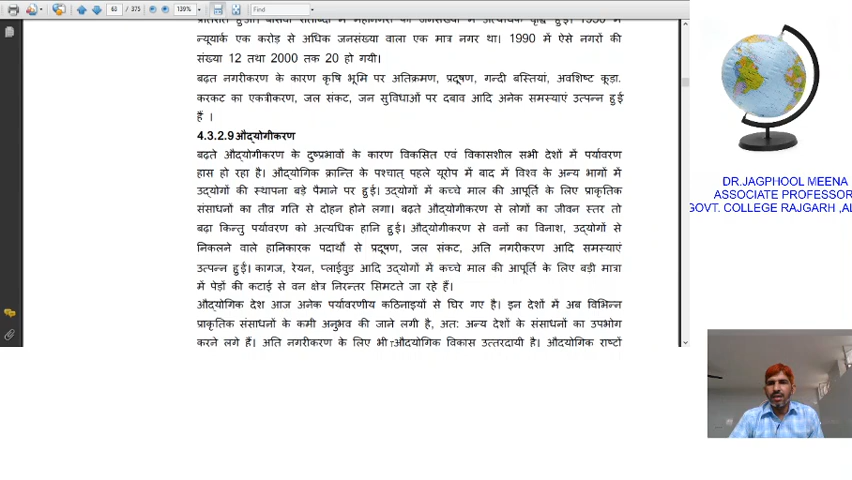 63 / 375
139%
Find
न्यूयार्क एक करोड़ से अधिक जनसंख्या वाला एक मात्र नगर था। 1990 में ऐसे नगरों की
संख्या 12 तथा 2000 तक 20 हो गयी।
बढ़त नगरीकरण के कारण कृषि भूमि पर अतिक्रमण, प्रदूषण, गन्दी बस्तियां, अवशिष्ट कूड़ा.
करकट का एकत्रीकरण, जल संकट, जन सुविधाओं पर दबाव आदि अनेक समस्याएं उत्पन्न हुई
हैं ।
4.3.2.9औद्योगीकरण
बढ़ते औद्योगीकरण के दुष्प्रभावों के कारण विकसित एवं विकासशील सभी देशों में पर्यावरण
हास हो रहा है। औद्योगिक क्रान्ति के पश्चात् पहले यूरोप में बाद में विश्व के अन्य भागों में
उद्योगों की स्थापना बड़े पैमाने पर हुई। उद्योगों में कच्चे माल की आपूर्ति के लिए प्राकृतिक
संसाधनों का तीव्र गति से दोहन होने लगा। बढ़ते औद्योगीकरण से लोगों का जीवन स्तर तो
बढ़ा किन्तु पर्यावरण को अत्यधिक हानि हुई। औद्योगीकरण से वनों का विनाश, उद्योगों से
निकलने वाले हानिकारक पदार्थों से प्रदूषण, जल संकट, अति नगरीकरण आदि समस्याएं
उत्पन्न हुई। कागज, रेयन, प्लाईवुड आदि उद्योगों में कच्चे माल की आपूर्ति के लिए बडी मात्रा
में पेड़ों की कटाई से वन क्षेत्र निरन्तर सिमटते जा रहे हैं।
औद्योगिक देश आज अनेक पर्यावरणीय कठिनाइयों से घिर गए है। इन देशों में अब विभिन्न
प्राकृतिक संसाधनों के कमी अनुभव की जाने लगी है, अत: अन्य देशों के संसाधनों का उपभोग
करने लगे हैं। अति नगरीकरण के लिए भी औद्योगिक विकास उत्तरदायी है। औद्योगिक राष्टों
DR.JAGPHOOL MEENA
ASSOCIATE PROFESSOR
GOVT. COLLEGE RAJGARH ,AL